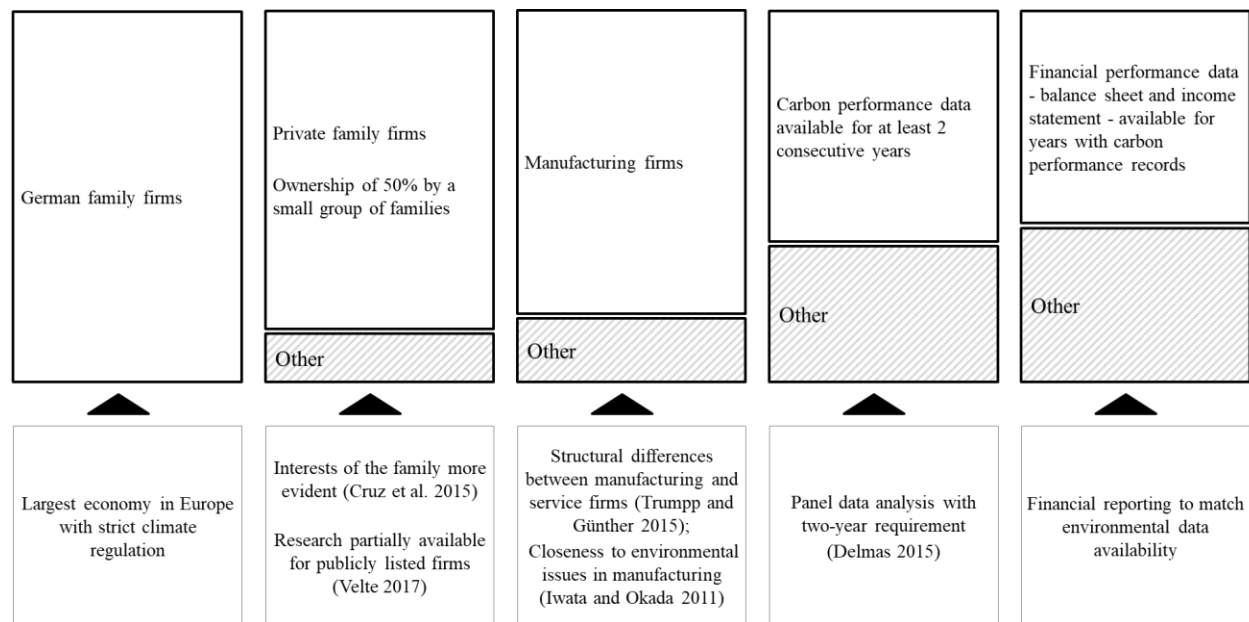 German family firms
Private family firms
Ownership of 50% by a
small group of families
Other
Manufacturing firms
Other
Carbon performance data
available for at least 2
consecutive years
Other
Financial performance data
- balance sheet and income
statement - available for
years with carbon
performance records
Other
Largest economy in Europe
with strict climate
regulation
Interests of the family more
evident (Cruz et al. 2015)
Research partially available
for publicly listed firms
(Velte 2017)
Structural differences
between manufacturing and
service firms (Trumpp and
Günther 2015);
Closeness to environmental
issues in manufacturing
(Iwata and Okada 2011)
Panel data analysis with
two-year requirement
(Delmas 2015)
Financial reporting to match
environmental data
availability